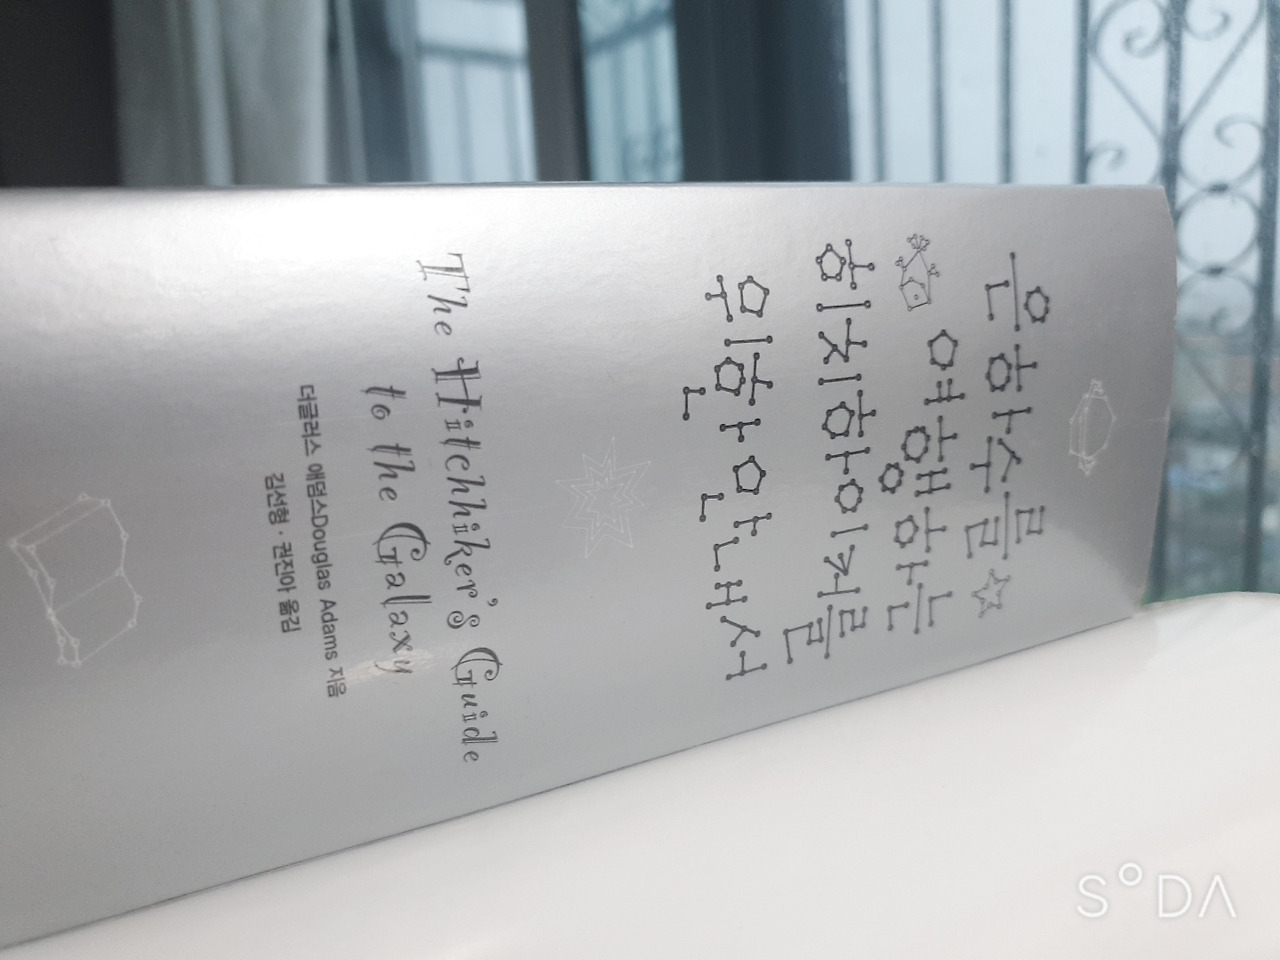 은하수를
여행하는
히치하이커를
위한 안내서
The Hitchhiker's Guide
to the Galaxy
더글러스 애덤스Douglas Adams 지음
김선형 · 권진아 옮김
SODA